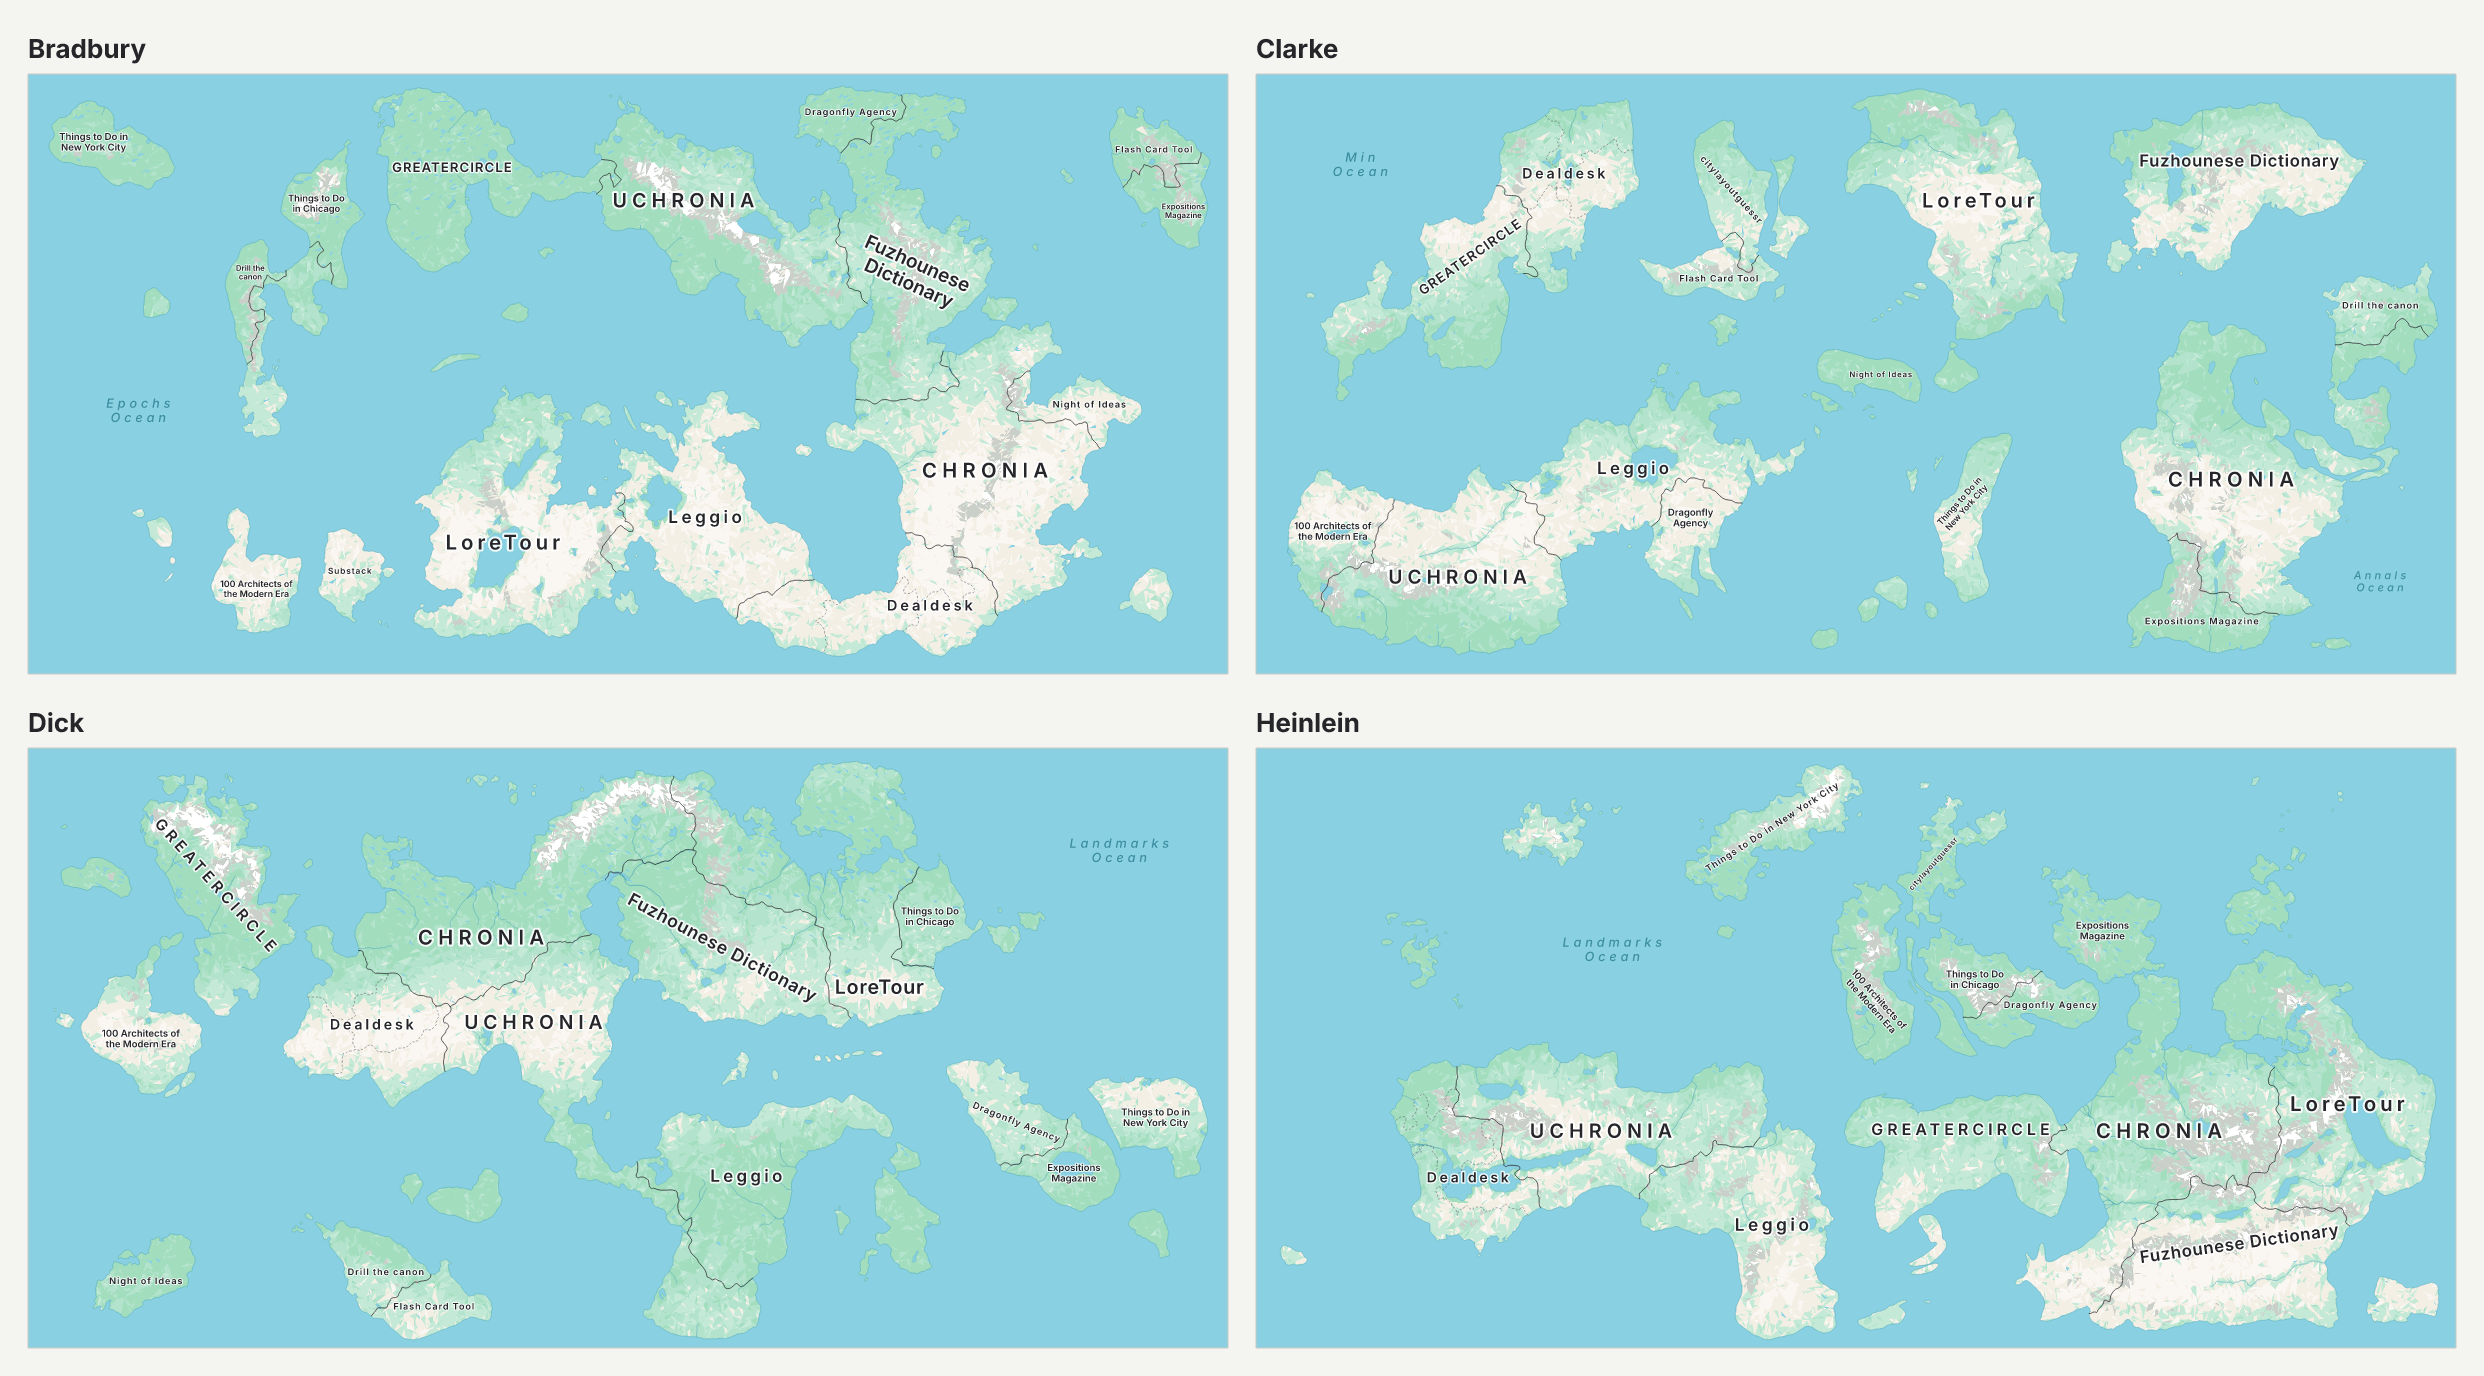 Bradbury
Things to Do in
New York City
GREATERCIRCLE
Dragonfly Agency
Flash Card Tool
Expositions
Magazine
Things to Do
in Chicago
UCHRONIA
Fuzhounese
Dictionary
Drill the
canon
Epochs
Ocean
Night of Ideas
CHRONIA
Leggio
LoreTour
Substack
100 Architects of
the Modern Era
Dealdesk
Clarke
Min
Ocean
Dealdesk
citylayoutguessr
LoreTour
Fuzhounese Dictionary
GREATERCIRCLE
Flash Card Tool
Drill the canon
Night of Ideas
Leggio
100 Architects of
the Modern Era
Dragonfly
Agency
Things to Do in
New York City
CHRONIA
UCHRONIA
Annals
Ocean
Expositions Magazine
Dick
GREATERCIRCLE
Landmarks
Ocean
CHRONIA
Fuzhounese Dictionary
Things to Do
in Chicago
LoreTour
Dealdesk
UCHRONIA
100 Architects of
the Modern Era
Dragonfly Agency
Things to Do in
New York City
Leggio
Expositions
Magazine
Night of Ideas
Drill the canon
Flash Card Tool
Heinlein
Things to Do in New York City
citylayoutguessr
Landmarks
Ocean
Expositions
Magazine
100 Architects of
the Modern Era
Things to Do
in Chicago
Dragonfly Agency
UCHRONIA
GREATERCIRCLE
CHRONIA
LoreTour
Dealdesk
Leggio
Fuzhounese Dictionary